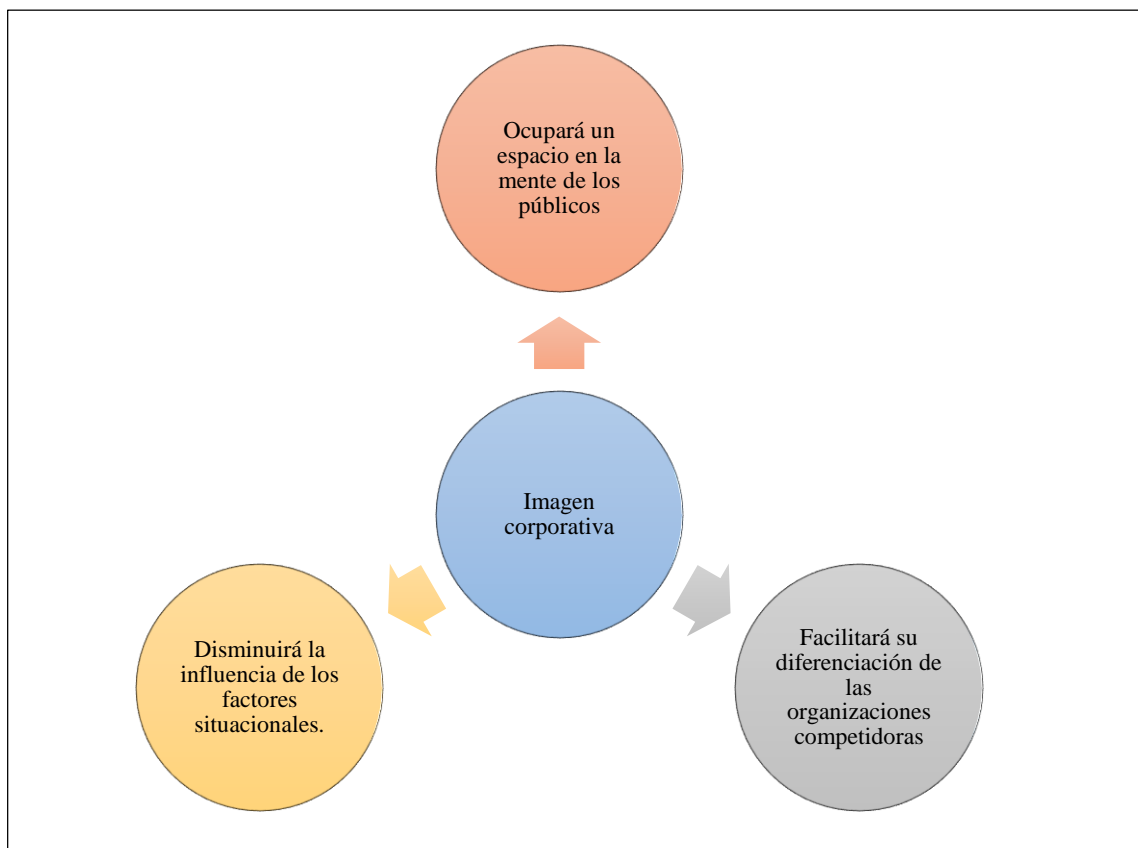 Ocupará un
espacio en la
mente de los
públicos
Imagen
corporativa
Disminuirá la
influencia de los
factores
situacionales.
Facilitará su
diferenciación de
las
organizaciones
competidoras